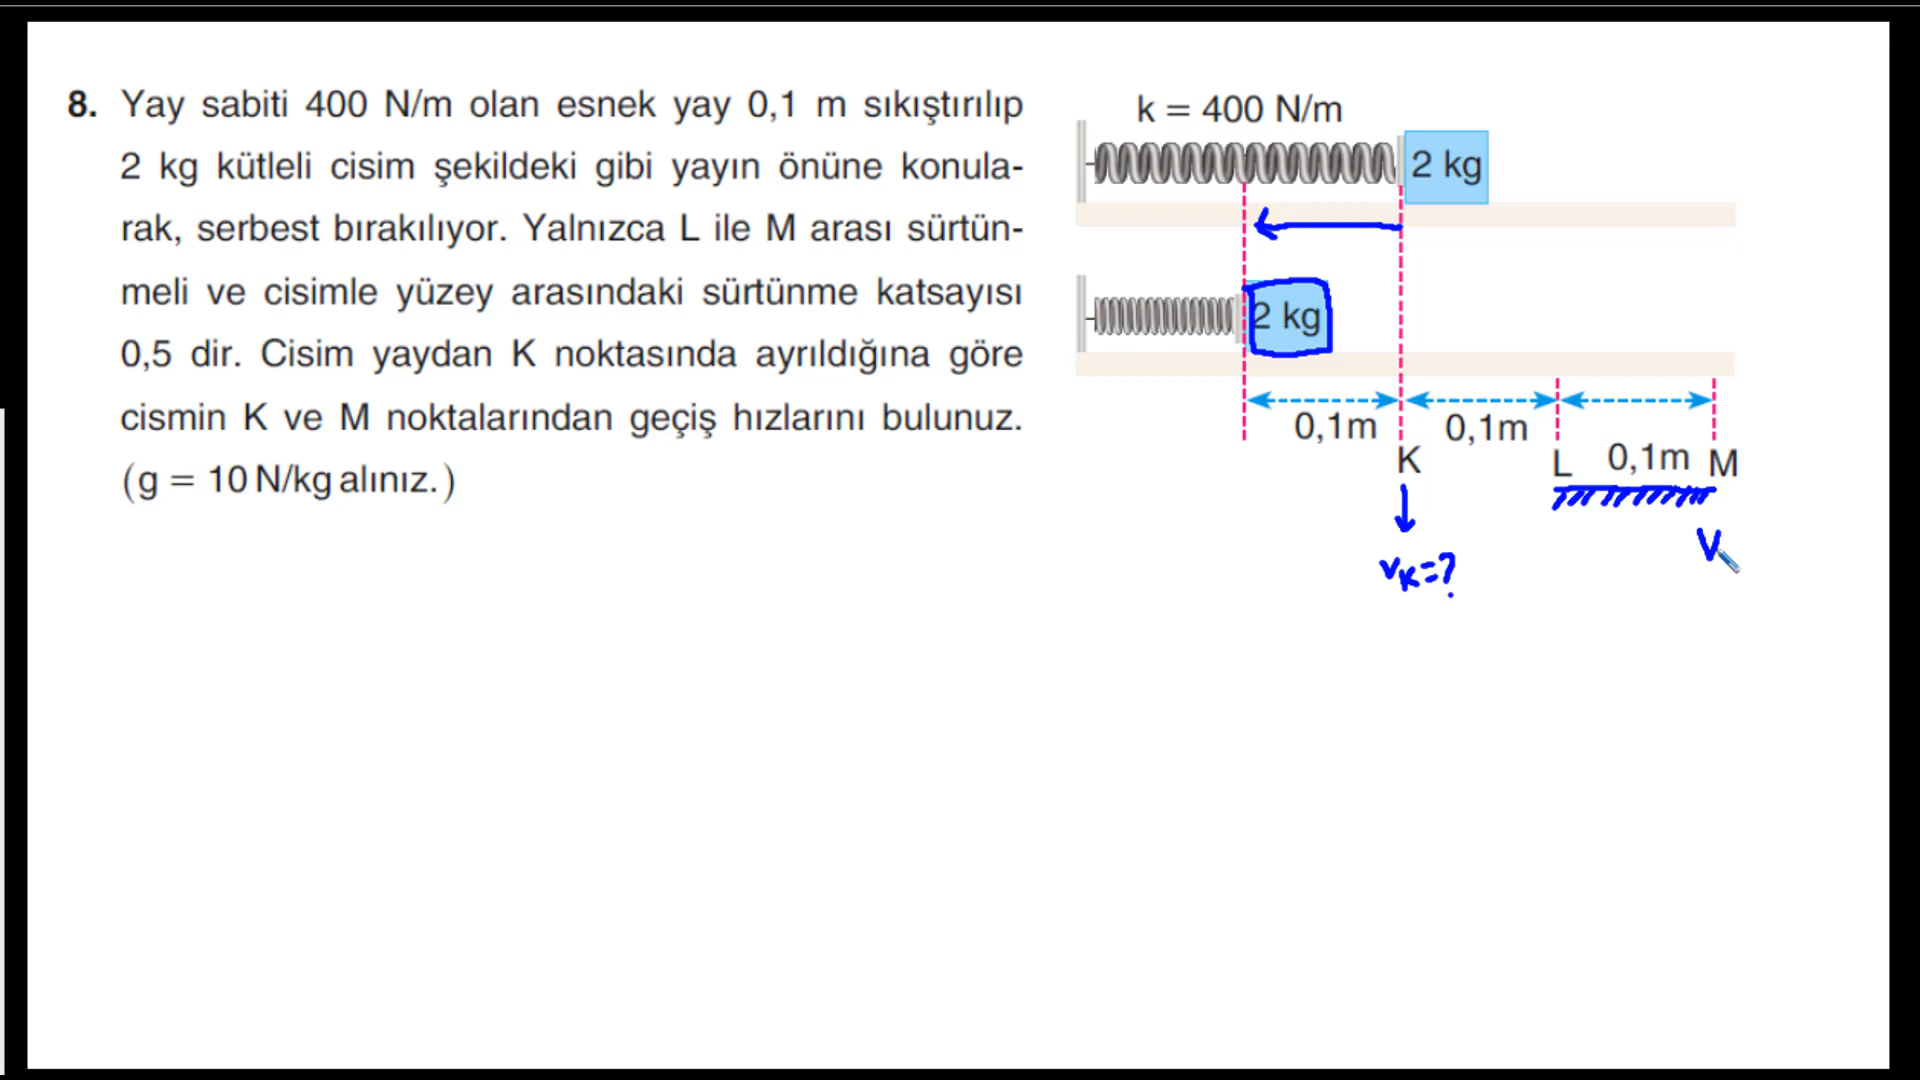 8. Yay sabiti 400 N/m olan esnek yay 0,1 m sıkıştırılıp
2 kg kütleli cisim şekildeki gibi yayın önüne konula-
rak, serbest bırakılıyor. Yalnızca L ile M arası sürtün-
meli ve cisimle yüzey arasındaki sürtünme katsayısı
0,5 dir. Cisim yaydan K noktasında ayrıldığına göre
cismin K ve M noktalarından geçiş hızlarını bulunuz.
(g = 10 N/kg alınız.)
k = 400 N/m
2 kg
2 kg
0,1m 0,1m
K L 0,1m M
V
VK=?